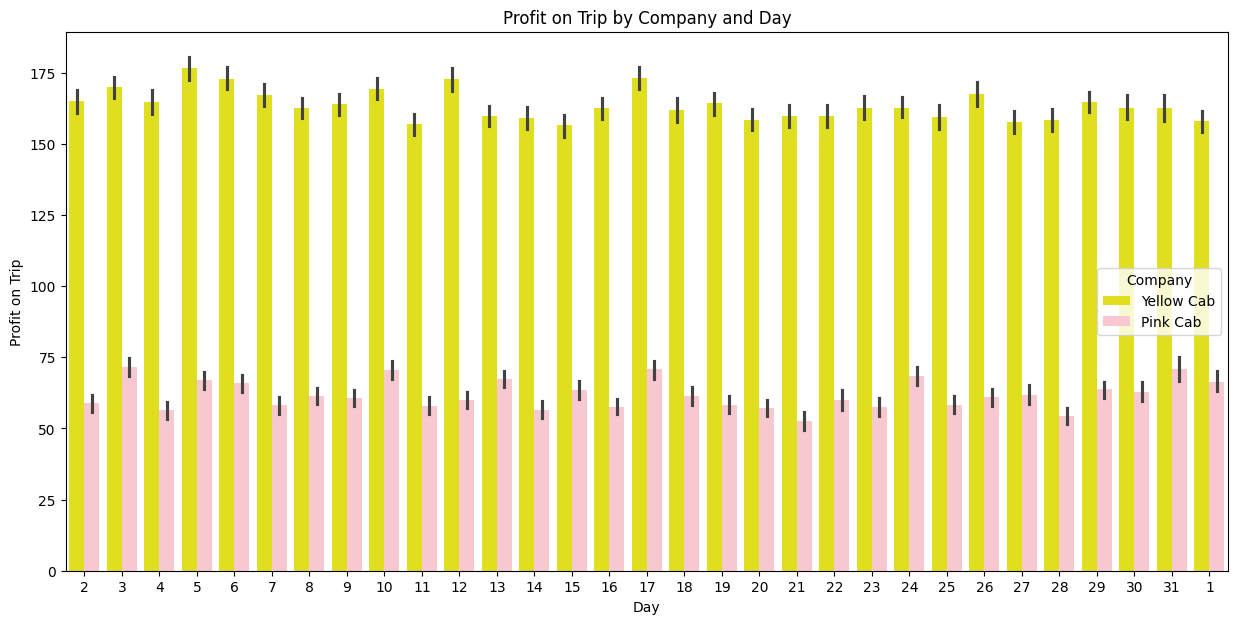 Profit on Trip by Company and Day
Profit on Trip
175
150
125
100
75
50
25
0
Company
Yellow Cab
Pink Cab
2 3 4 5 6 7 8 9 10 11 12 13 14 15 16 17 18 19 20 21 22 23 24 25 26 27 28 29 30 31 1
Day